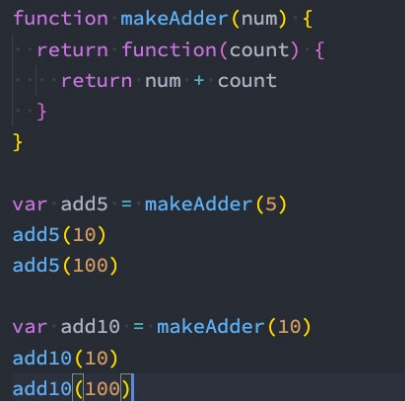 function makeAdder(num) {
  return function(count) {
    return num + count
  }
}

var add5 = makeAdder(5)
add5(10)
add5(100)

var add10 = makeAdder(10)
add10(10)
add10(100)